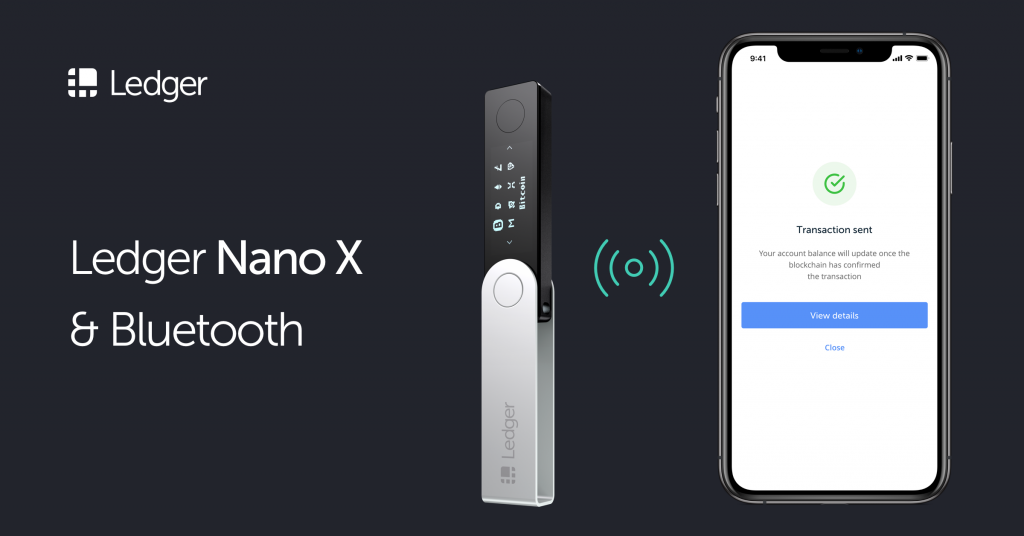 Ledger
Ledger Nano X
& Bluetooth
Bitcoin
Ledger
9:41
Transaction sent
Your account balance will update once the
blockchain has confirmed
the transaction
View details
Close